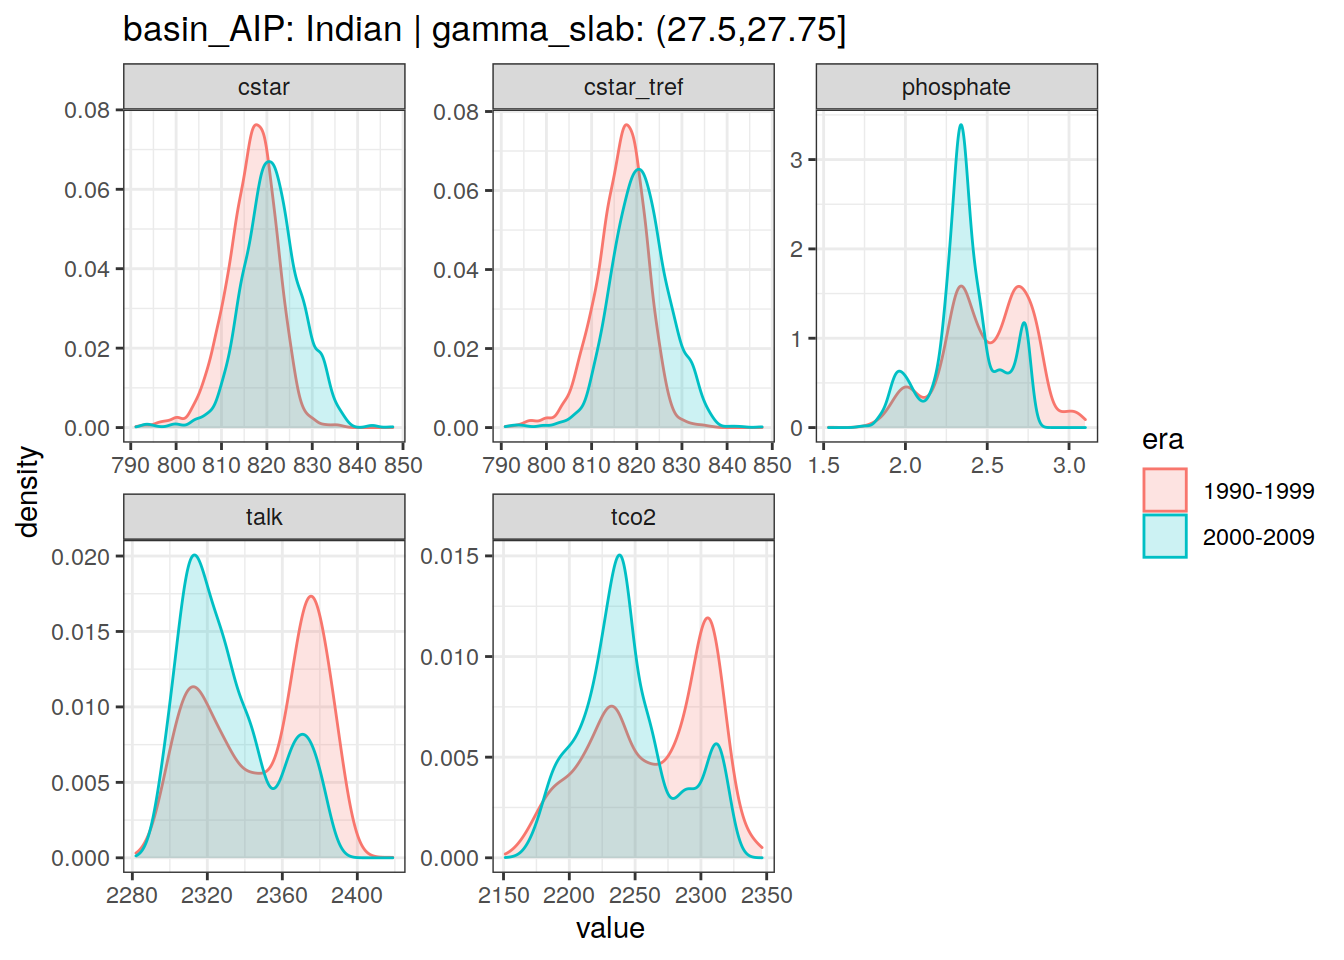 basin_AIP: Indian | gamma_slab: (27.5,27.75]
cstar
cstar_tref
phosphate
0.08
0.06
0.04
0.02
0.00
790 800 810 820 830 840 850
0.08
0.06
0.04
0.02
0.00
790 800 810 820 830 840 850
3
2
1
0
1.5 2.0 2.5 3.0
talk
tco2
0.020
0.015
0.010
0.005
0.000
2280 2320 2360 2400
0.015
0.010
0.005
0.000
2150 2200 2250 2300 2350
density
value
era
1990-1999
2000-2009